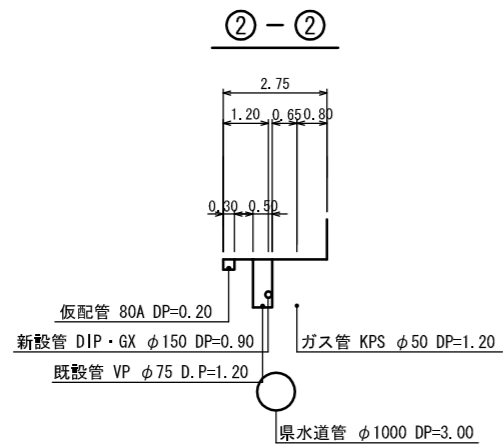 ② － ②
2.75
1.20 0.65 0.80
0.30 0.50
仮配管 80A DP=0.20
新設管 DIP・GX φ150 DP=0.90
ガス管 KPS φ50 DP=1.20
既設管 VP φ75 D.P=1.20
県水道管 φ1000 DP=3.00